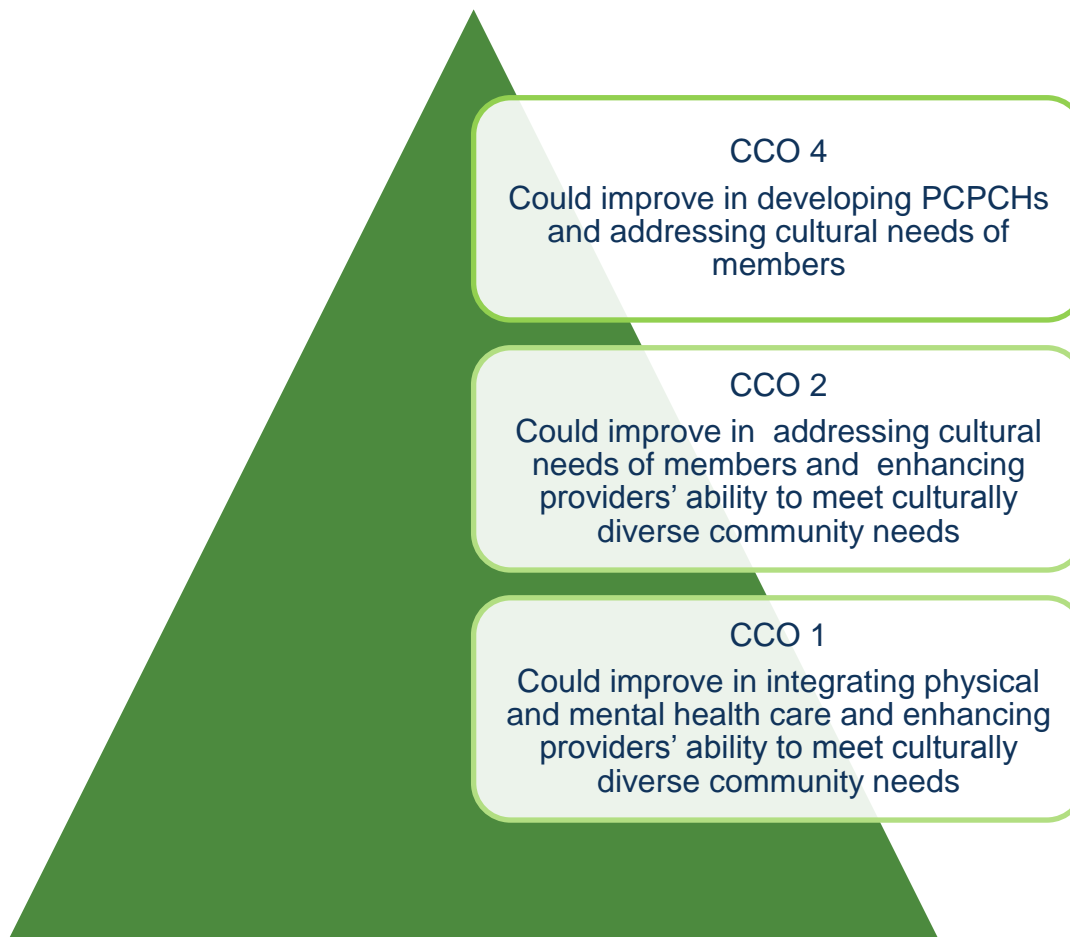 CCO 4
Could improve in developing PCPCHs
and addressing cultural needs of
members
CCO 2
Could improve in  addressing cultural
needs of members and  enhancing
providers’ ability to meet culturally
diverse community needs
CCO 1
Could improve in integrating physical
and mental health care and enhancing
providers’ ability to meet culturally
diverse community needs